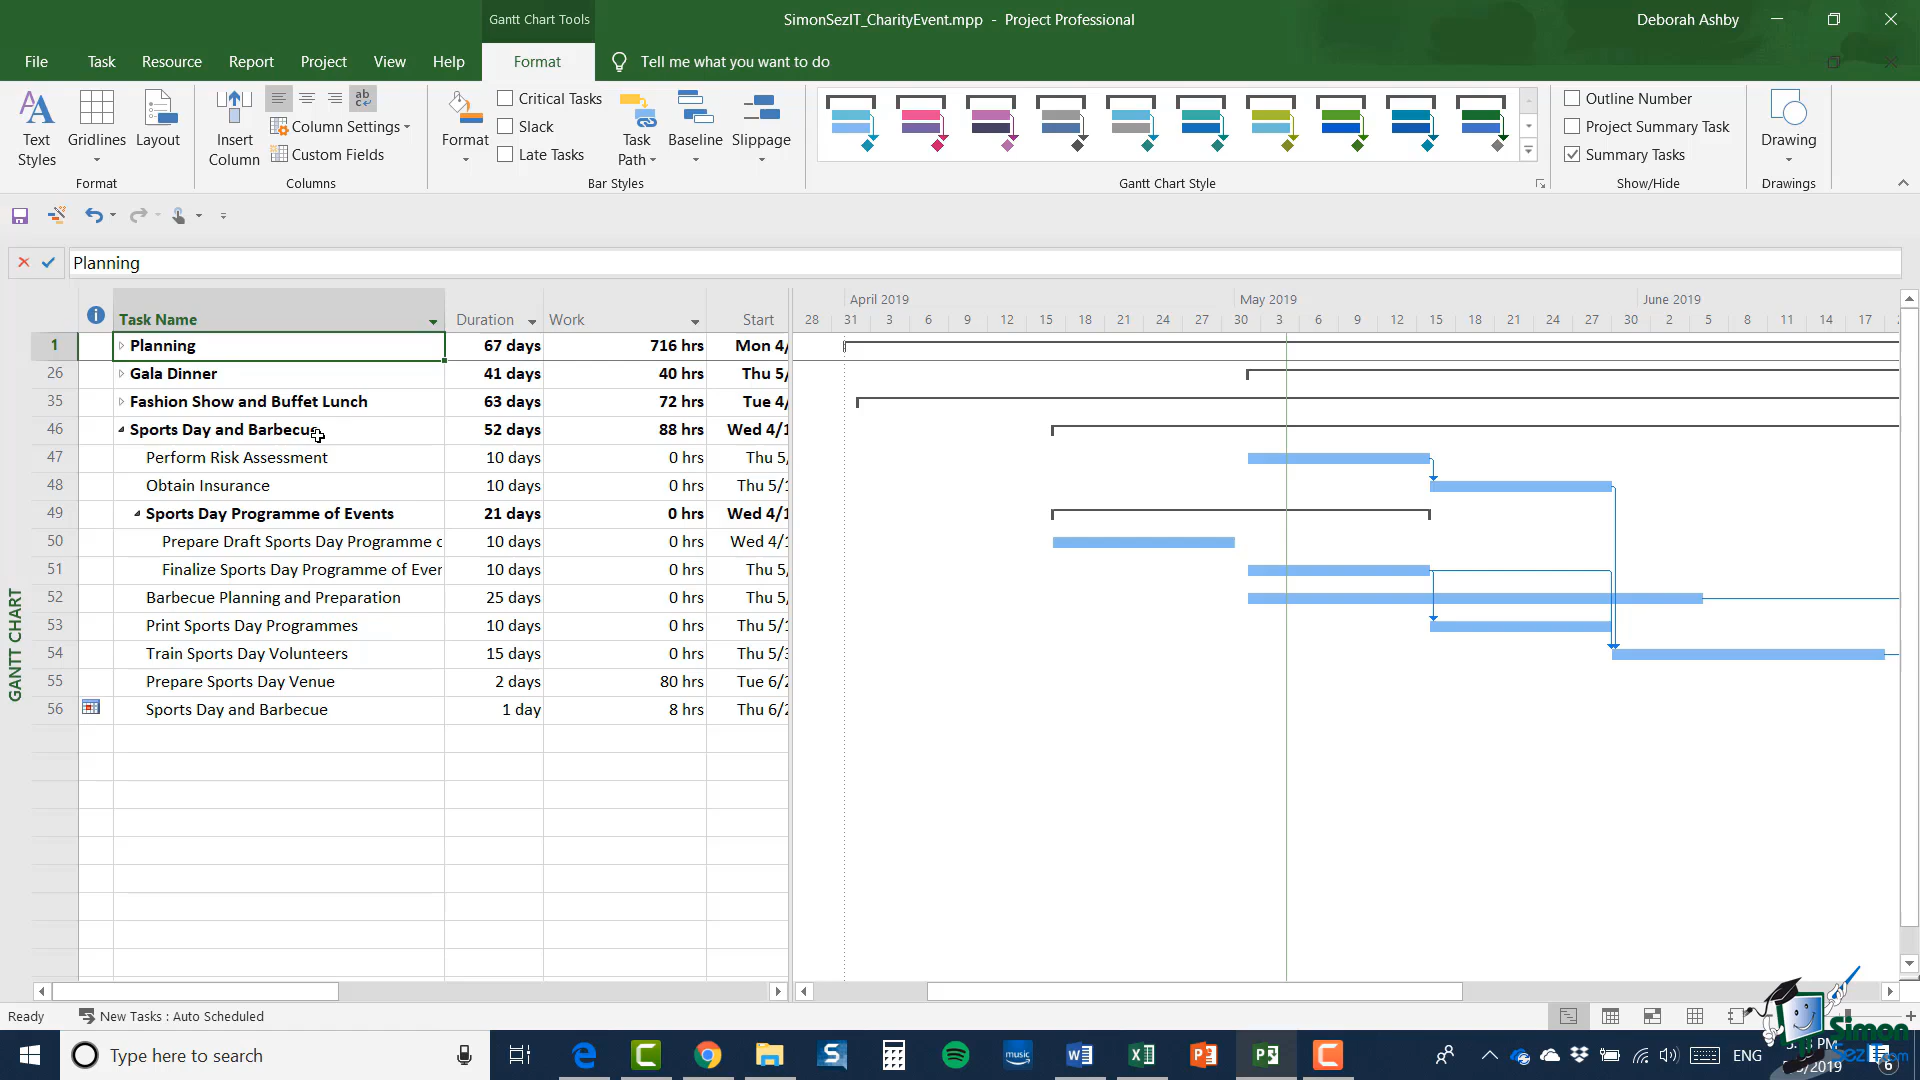 Gantt Chart Tools
SimonSezIT_CharityEvent.mpp - Project Professional
Deborah Ashby
File Task Resource Report Project View Help Format Tell me what you want to do
Text Styles
Gridlines
Layout
Format
Insert Column
ab
Column Settings
Custom Fields
Columns
Format
Critical Tasks
Slack
Late Tasks
Task Path
Baseline
Slippage
Bar Styles
Gantt Chart Style
Outline Number
Project Summary Task
Summary Tasks
Show/Hide
Drawing
Drawings
Planning
GANTT CHART
Task Name Duration Work Start
1 Planning 67 days 716 hrs Mon 4/
26 Gala Dinner 41 days 40 hrs Thu 5/
35 Fashion Show and Buffet Lunch 63 days 72 hrs Tue 4/
46 Sports Day and Barbecue 52 days 88 hrs Wed 4/1
47 Perform Risk Assessment 10 days 0 hrs Thu 5/
48 Obtain Insurance 10 days 0 hrs Thu 5/1
49 Sports Day Programme of Events 21 days 0 hrs Wed 4/1
50 Prepare Draft Sports Day Programme 10 days 0 hrs Wed 4/1
51 Finalize Sports Day Programme of Ever 10 days 0 hrs Thu 5/
52 Barbecue Planning and Preparation 25 days 0 hrs Thu 5/
53 Print Sports Day Programmes 10 days 0 hrs Thu 5/1
54 Train Sports Day Volunteers 15 days 0 hrs Thu 5/3
55 Prepare Sports Day Venue 2 days 80 hrs Tue 6/2
56 Sports Day and Barbecue 1 day 8 hrs Thu 6/2
April 2019 May 2019 June 2019
28 31 3 6 9 12 15 18 21 24 27 30 3 6 9 12 15 18 21 24 27 30 2 5 8 11 14 17
Ready New Tasks : Auto Scheduled
Type here to search
music
ENG
6
Simon
SezIT.com